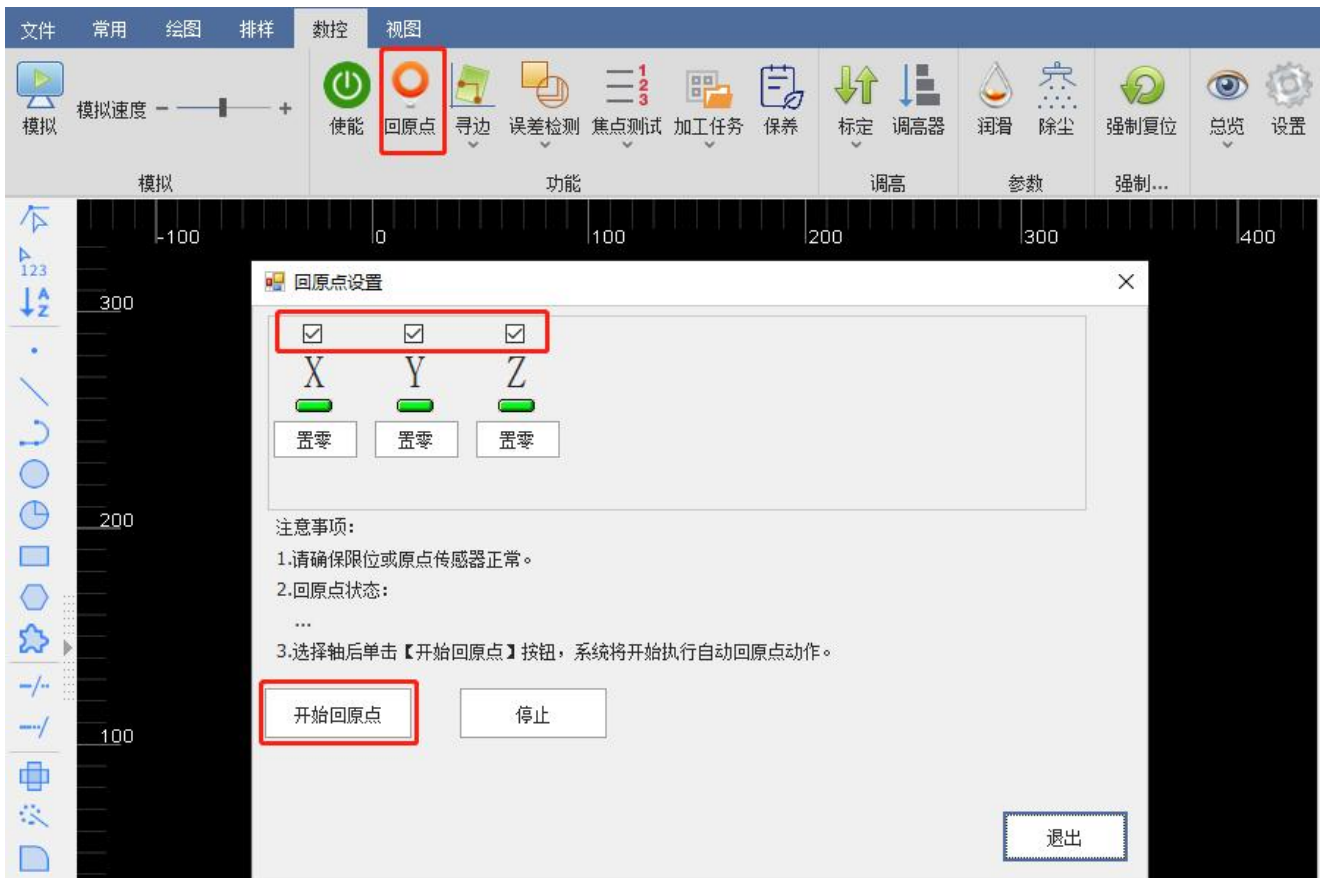 文件 常用 绘图 排样 数控 视图
模拟 模拟速度 - + 使能 回原点 寻边 误差检测 焦点测试 加工任务 保养 标定 调高器 润滑 除尘 强制复位 总览 设置
模拟 功能 调高 参数 强制...
-100 0 100 200 300 400
123
A
Z
300
200
100
回原点设置
X Y Z
置零 置零 置零
注意事项:
1.请确保限位或原点传感器正常。
2.回原点状态:
...
3.选择轴后单击【开始回原点】按钮，系统将开始执行自动回原点动作。
开始回原点 停止
退出